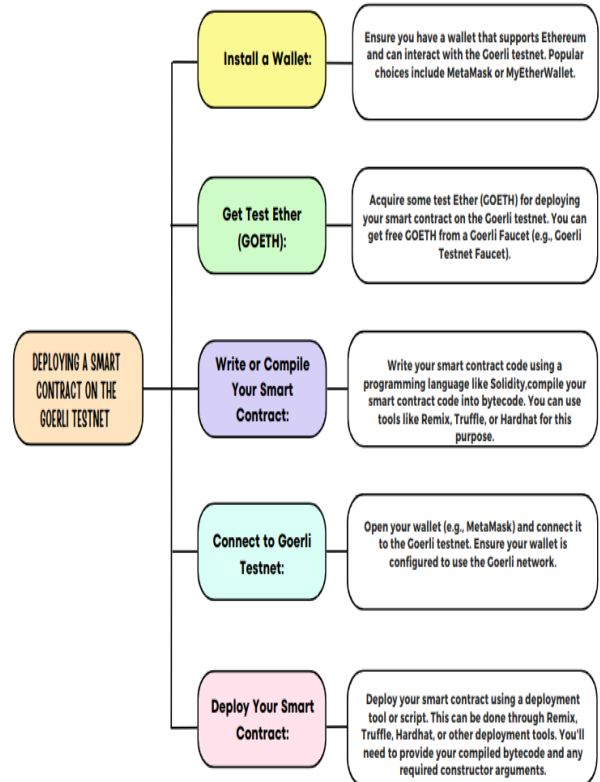 Install a Wallet:
Ensure you have a wallet that supports Ethereum
and can interact with the Goerli testnet. Popular
choices include MetaMask or MyEtherWallet.
Get Test Ether
(GOETH):
Acquire some test Ether (GOETH) for deploying
your smart contract on the Goerli testnet. You can
get free GOETH from a Goerli Faucet (e.g., Goerli
Testnet Faucet).
DEPLOYING A SMART
CONTRACT ON THE
GOERLI TESTNET
Write or Compile
Your Smart
Contract:
Write your smart contract code using a
programming language like Solidity,compile your
smart contract code into bytecode. You can use
tools like Remix, Truffle, or Hardhat for this
purpose.
Connect to Goerli
Testnet:
Open your wallet (e.g., MetaMask) and connect it
to the Goerli testnet. Ensure your wallet is
configured to use the Goerli network.
Deploy Your Smart
Contract:
Deploy your smart contract using a deployment
tool or script. This can be done through Remix,
Truffle, Hardhat, or other deployment tools. You'll
need to provide your compiled bytecode and any
required constructor arguments.